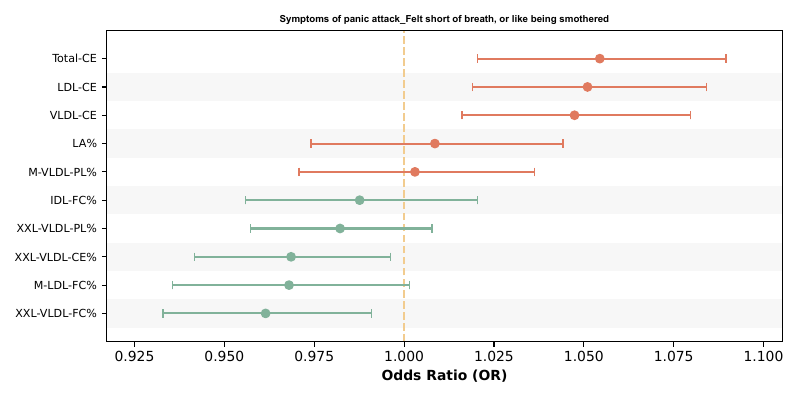 Symptoms of panic attack_Felt short of breath, or like being smothered
Total-CE
LDL-CE
VLDL-CE
LA%
M-VLDL-PL%
IDL-FC%
XXL-VLDL-PL%
XXL-VLDL-CE%
M-LDL-FC%
XXL-VLDL-FC%
0.925 0.950 0.975 1.000 1.025 1.050 1.075 1.100
Odds Ratio (OR)